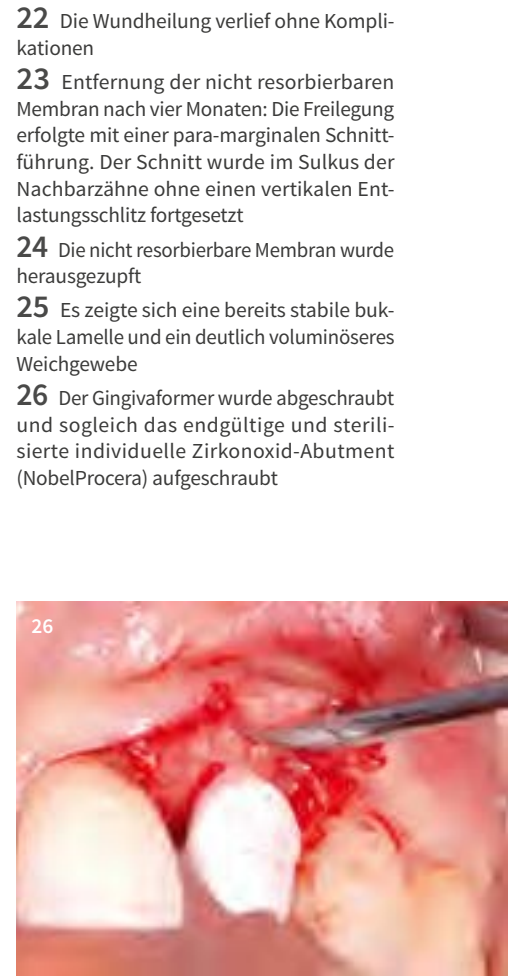 22 Die Wundheilung verlief ohne Kompli-
kationen
23 Entfernung der nicht resorbierbaren
Membran nach vier Monaten: Die Freilegung
erfolgte mit einer para-marginalen Schnitt-
führung. Der Schnitt wurde im Sulkus der
Nachbarzähne ohne einen vertikalen Ent-
lastungsschlitz fortgesetzt
24 Die nicht resorbierbare Membran wurde
herausgezupft
25 Es zeigte sich eine bereits stabile buk-
kale Lamelle und ein deutlich voluminöseres
Weichgewebe
26 Der Gingivaformer wurde abgeschraubt
und sogleich das endgültige und sterili-
sierte individuelle Zirkonoxid-Abutment
(NobelProcera) aufgeschraubt
26